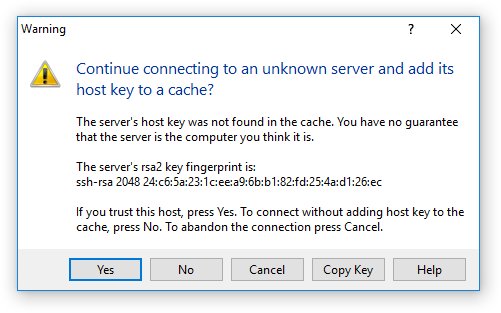 Warning
Continue connecting to an unknown server and add its
host key to a cache?
The server's host key was not found in the cache. You have no guarantee
that the server is the computer you think it is.
The server's rsa2 key fingerprint is:
ssh-rsa 2048 24:c6:5a:23:1c:ee:a9:6b:b1:82:fd:25:4a:d1:26:ec
If you trust this host, press Yes. To connect without adding host key to the
cache, press No. To abandon the connection press Cancel.
Yes No Cancel Copy Key Help